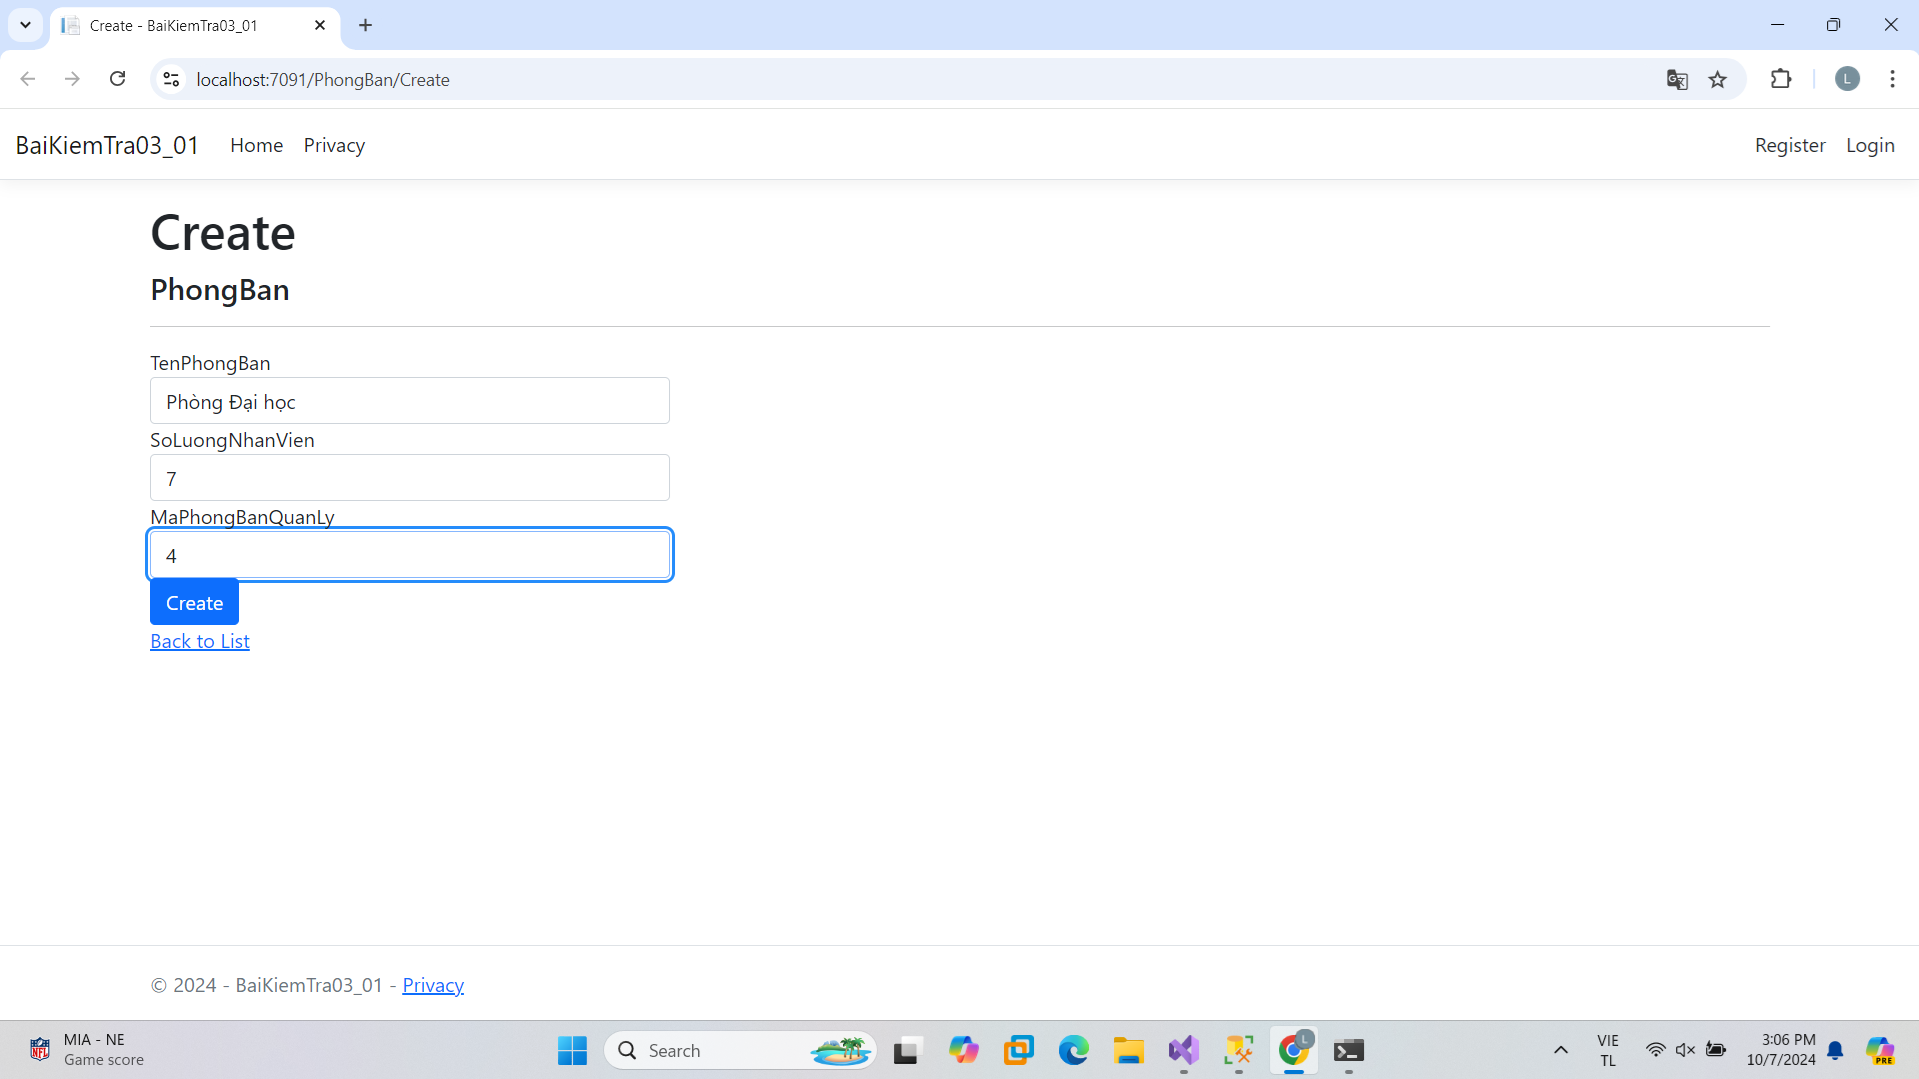 Create - BaiKiemTra03_01
localhost:7091/PhongBan/Create
L
BaiKiemTra03_01 Home Privacy Register Login
Create
PhongBan
TenPhongBan
Phòng Đại học
SoLuongNhanVien
7
MaPhongBanQuanLy
4
Create
Back to List
© 2024 - BaiKiemTra03_01 - Privacy
MIA - NE
Game score
Search
L
VIE
TL
3:06 PM
10/7/2024
PRE